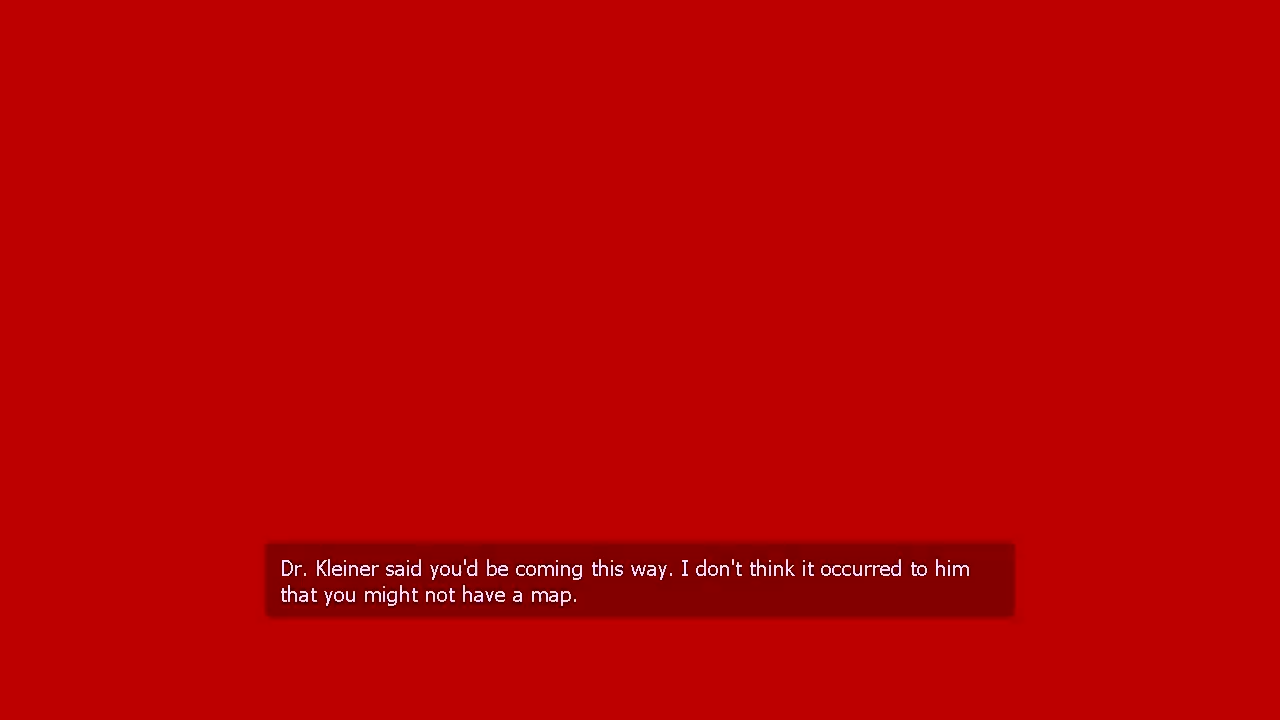 Dr. Kleiner said you'd be coming this way. I don't think it occurred to him
that you might not have a map.